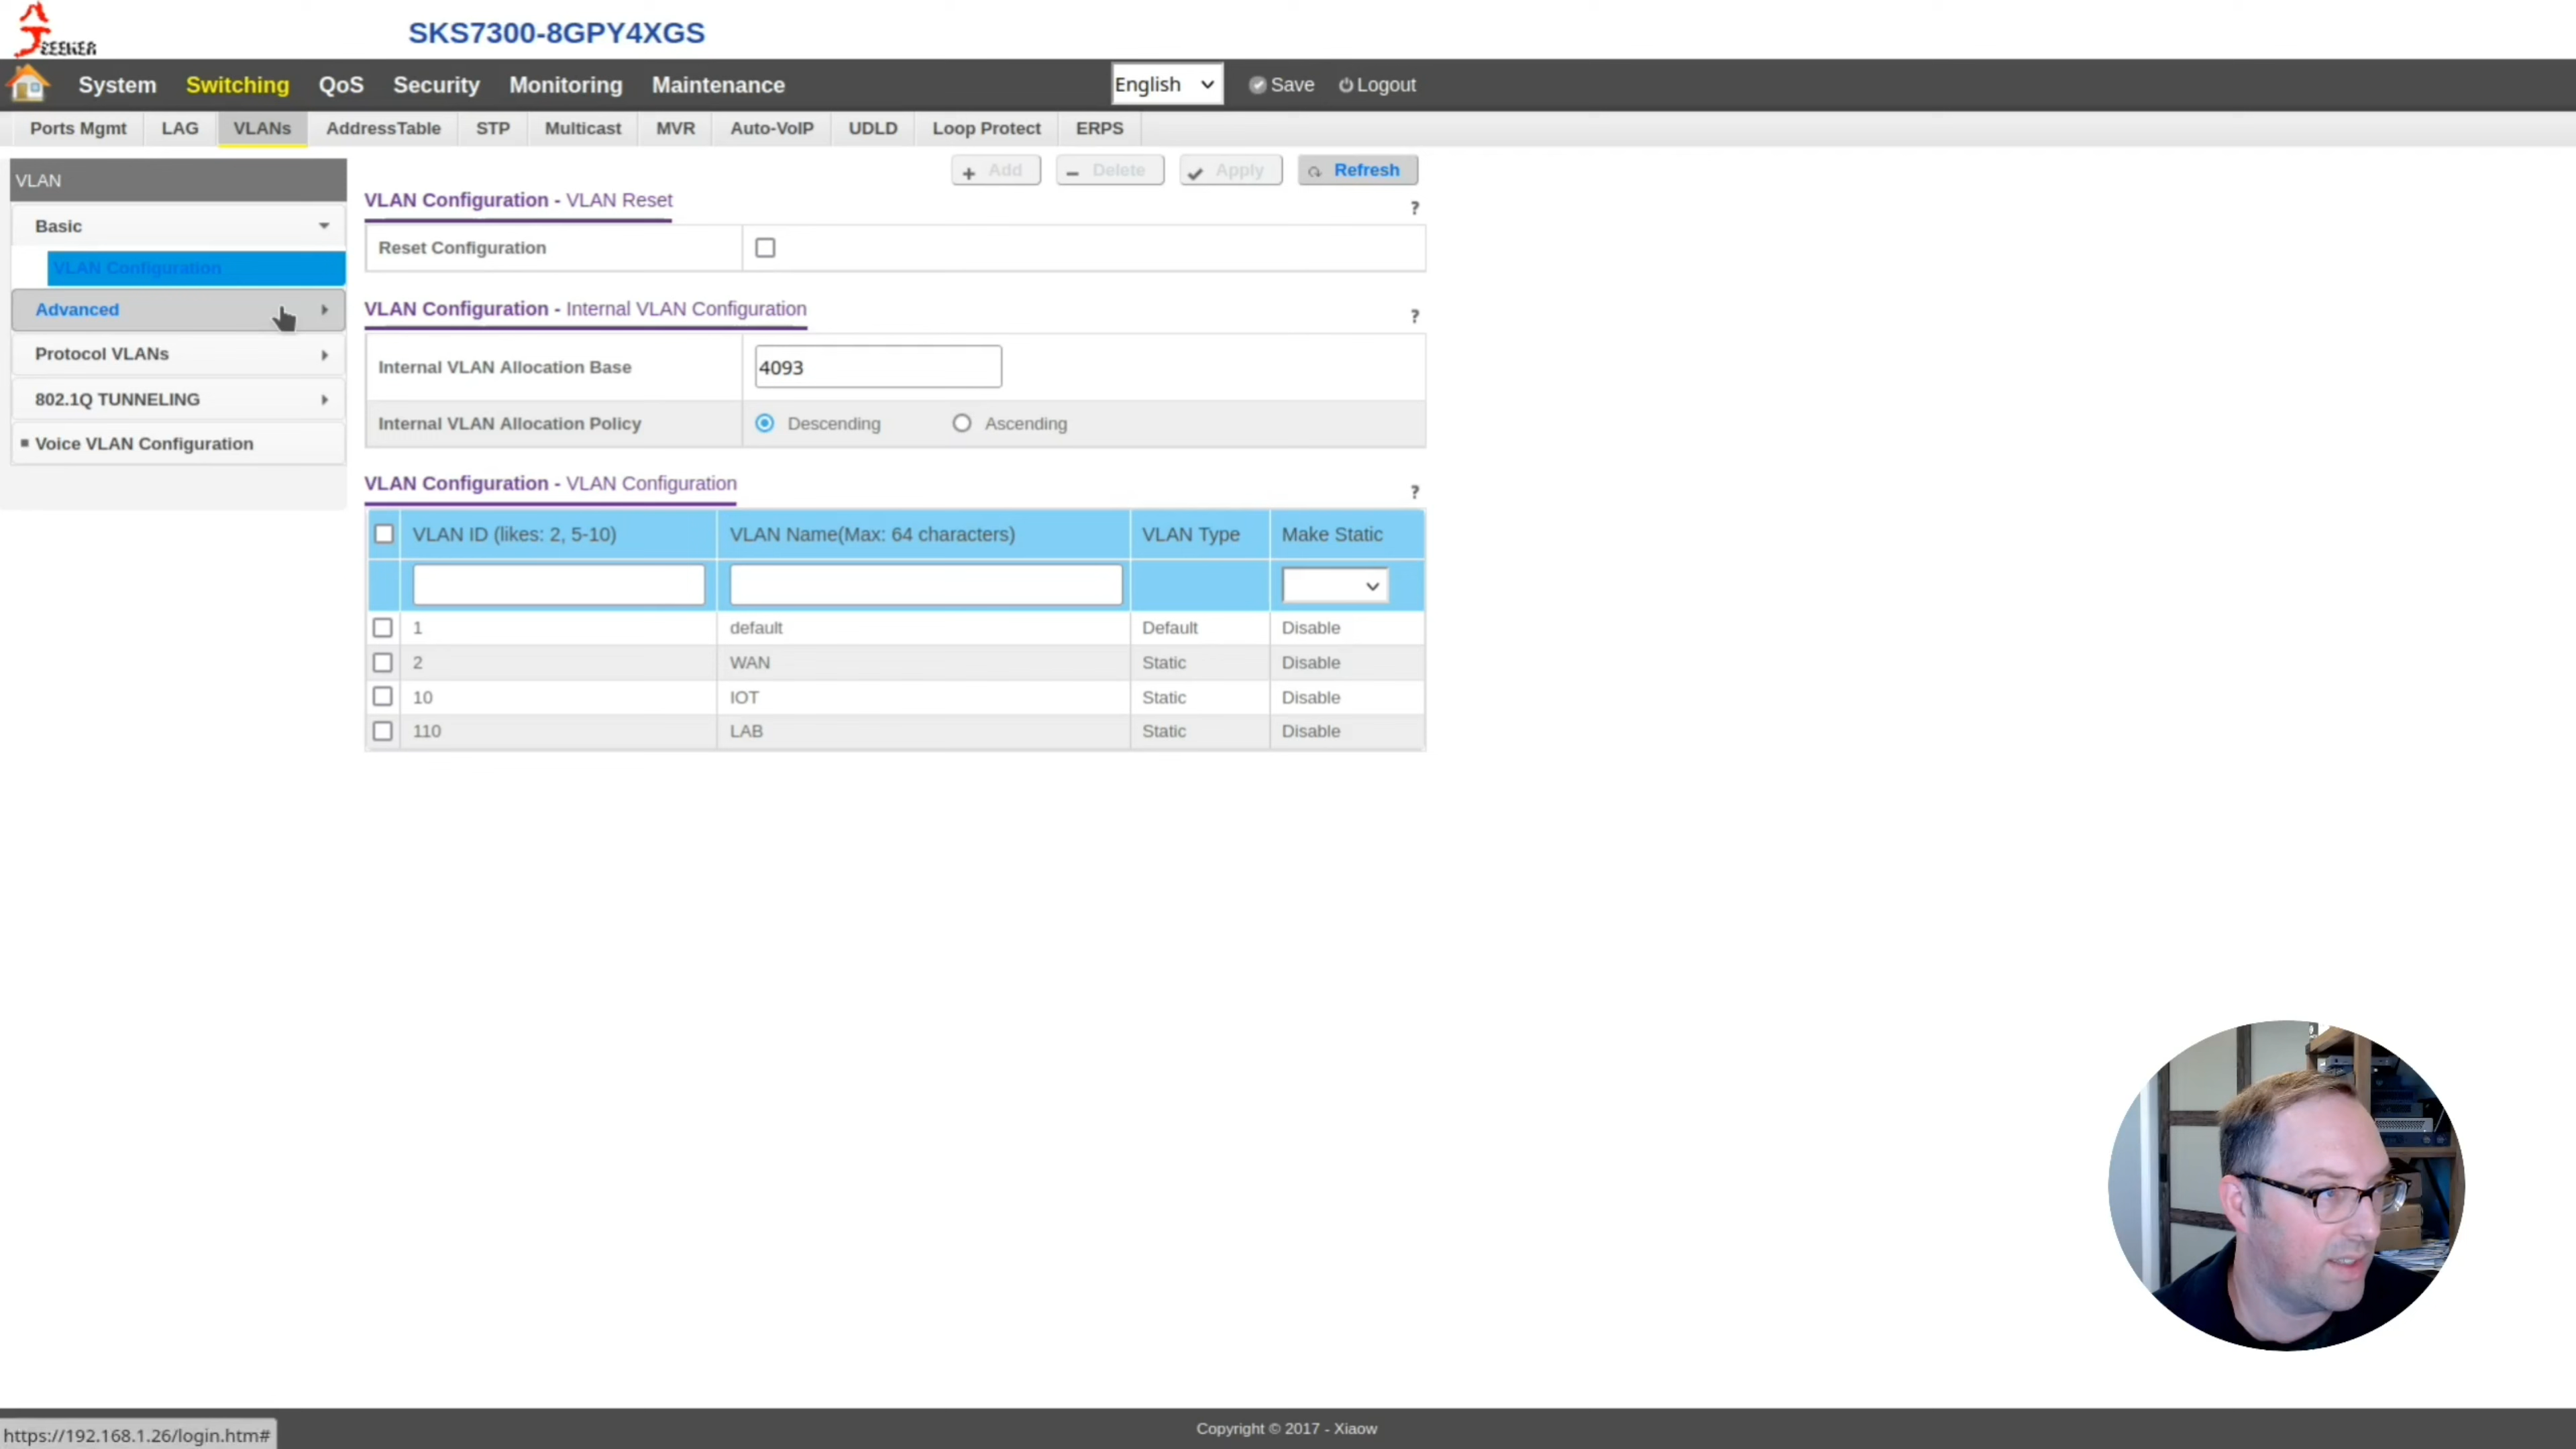 SEEKER
SKS7300-8GPY4XGS
System Switching QoS Security Monitoring Maintenance English Save Logout
Ports Mgmt LAG VLANs AddressTable STP Multicast MVR Auto-VoIP UDLD Loop Protect ERPS
VLAN
Basic
VLAN Configuration
Advanced
Protocol VLANs
802.1Q TUNNELING
Voice VLAN Configuration
Add Delete Apply Refresh
VLAN Configuration - VLAN Reset ?
Reset Configuration
VLAN Configuration - Internal VLAN Configuration ?
Internal VLAN Allocation Base 4093
Internal VLAN Allocation Policy Descending Ascending
VLAN Configuration - VLAN Configuration ?
VLAN ID (likes: 2, 5-10) VLAN Name(Max: 64 characters) VLAN Type Make Static
1 default Default Disable
2 WAN Static Disable
10 IOT Static Disable
110 LAB Static Disable
https://192.168.1.26/login.htm#
Copyright © 2017 - Xiaow